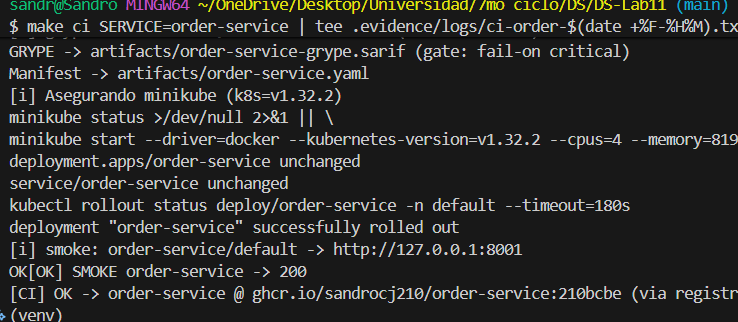 sandr@Sandro MINGW64 ~/OneDrive/Desktop/Universidad/7mo ciclo/DS/DS-Lab11 (main)
$ make ci SERVICE=order-service | tee .evidence/logs/ci-order-$(date +%F-%H%M).tx
GRYPE -> artifacts/order-service-grype.sarif (gate: fail-on critical)
Manifest -> artifacts/order-service.yaml
[i] Asegurando minikube (k8s=v1.32.2)
minikube status >/dev/null 2>&1 || \
minikube start --driver=docker --kubernetes-version=v1.32.2 --cpus=4 --memory=819
deployment.apps/order-service unchanged
service/order-service unchanged
kubectl rollout status deploy/order-service -n default --timeout=180s
deployment "order-service" successfully rolled out
[i] smoke: order-service/default -> http://127.0.0.1:8001
OK[OK] SMOKE order-service -> 200
[CI] OK -> order-service @ ghcr.io/sandrocj210/order-service:210bcbe (via registr
(venv)